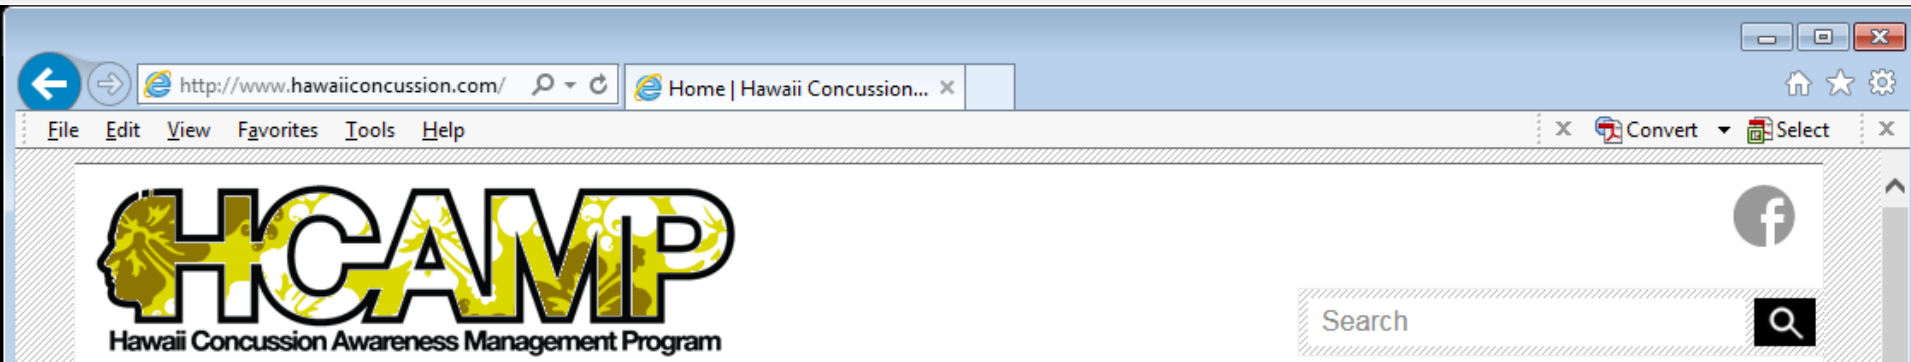 http://www.hawaiiconcussion.com/
Home | Hawaii Concussion...
File Edit View Favorites Tools Help
Convert Select
HCAMP
Hawaii Concussion Awareness Management Program
Search